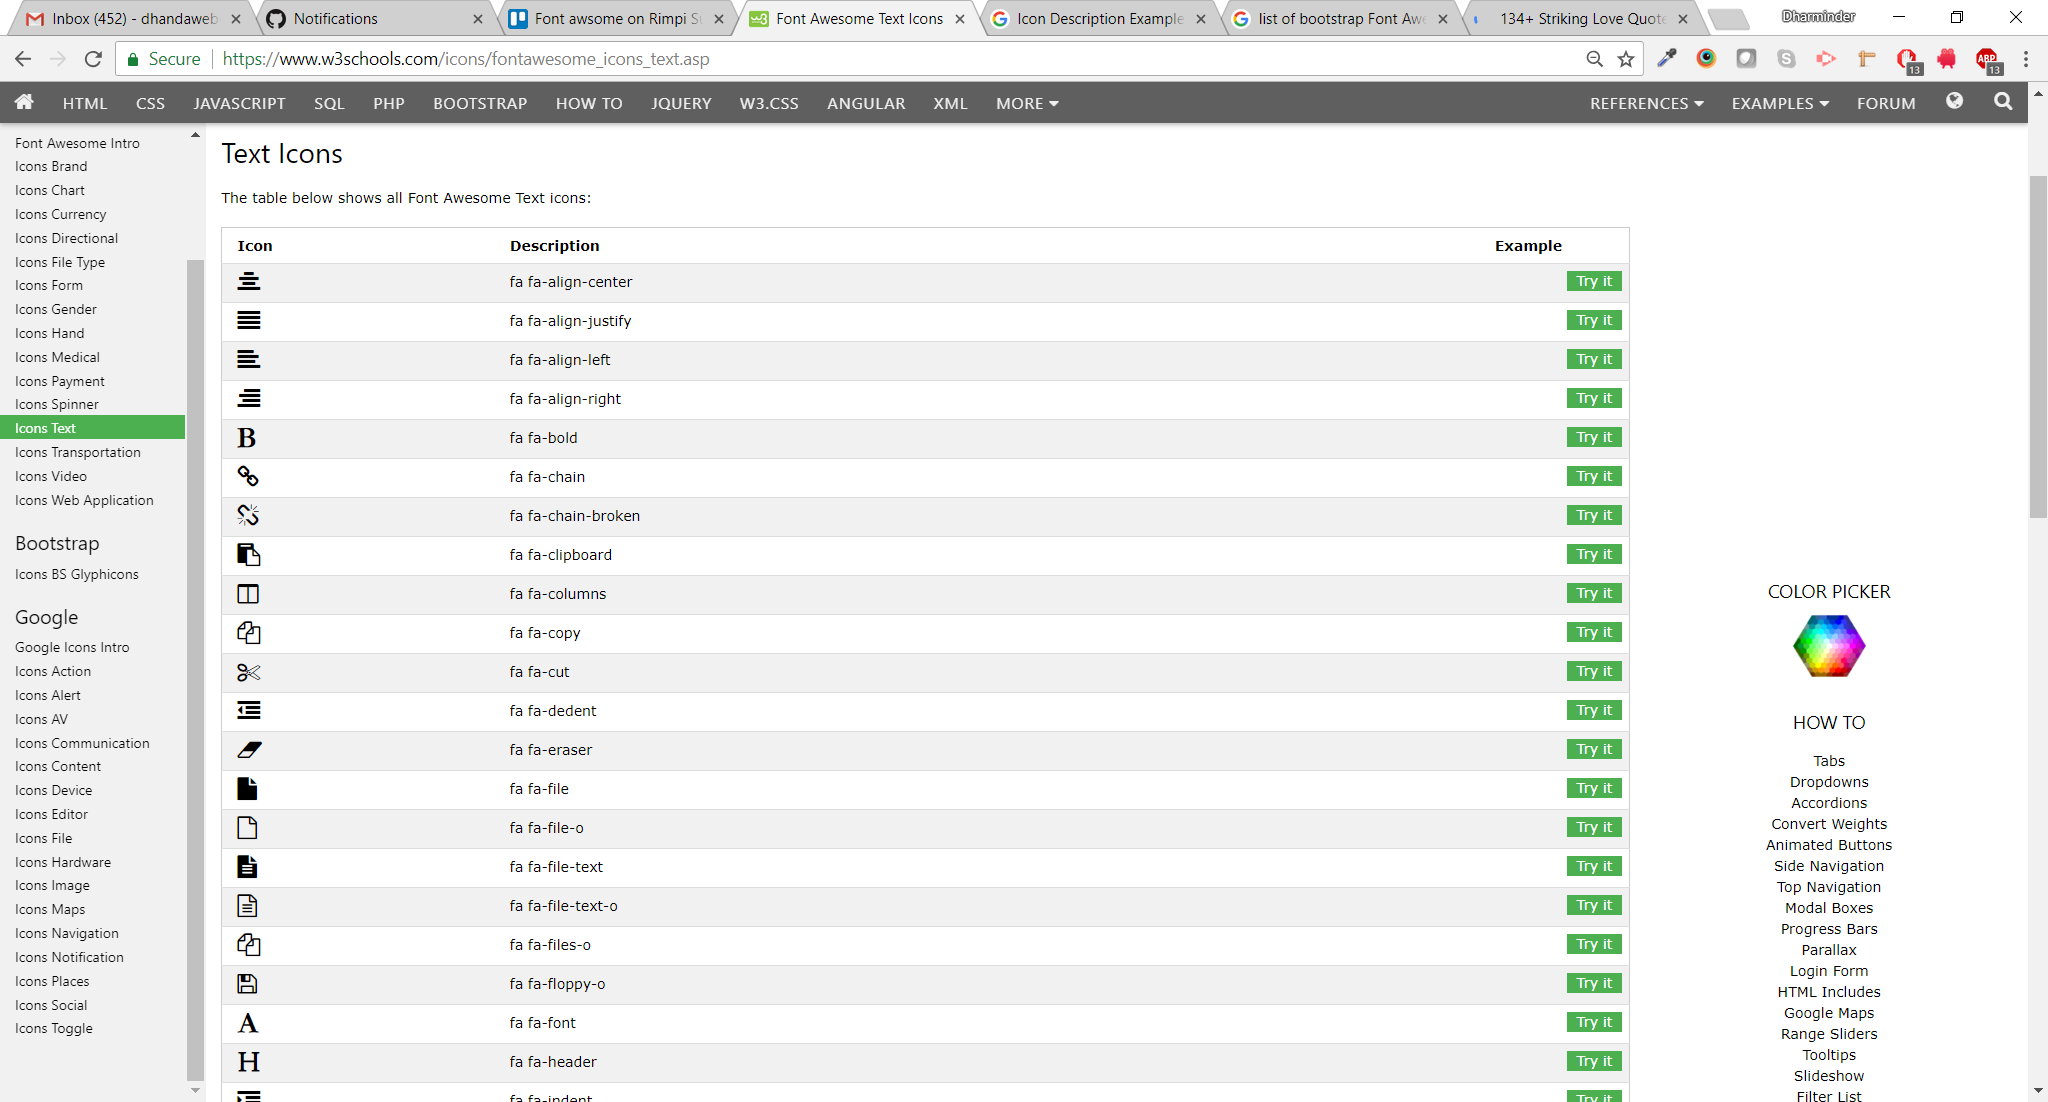 Inbox (452) - dhandaweb
Notifications
Font awsome on Rimpi
Font Awesome Text Icons
Icon Description Example
list of bootstrap Font Aw
134+ Striking Love Quot
Dharminder
Secure
https://www.w3schools.com/icons/fontawesome_icons_text.asp
13
ABP
13
HTML
CSS
JAVASCRIPT
SQL
PHP
BOOTSTRAP
HOW TO
JQUERY
W3.CSS
ANGULAR
XML
MORE
REFERENCES
EXAMPLES
FORUM
Font Awesome Intro
Icons Brand
Icons Chart
Icons Currency
Icons Directional
Icons File Type
Icons Form
Icons Gender
Icons Hand
Icons Medical
Icons Payment
Icons Spinner
Icons Text
Icons Transportation
Icons Video
Icons Web Application
Bootstrap
Icons BS Glyphicons
Google
Google Icons Intro
Icons Action
Icons Alert
Icons AV
Icons Communication
Icons Content
Icons Device
Icons Editor
Icons File
Icons Hardware
Icons Image
Icons Maps
Icons Navigation
Icons Notification
Icons Places
Icons Social
Icons Toggle
Text Icons
The table below shows all Font Awesome Text icons:
Icon Description Example
fa fa-align-center Try it
fa fa-align-justify Try it
fa fa-align-left Try it
fa fa-align-right Try it
B fa fa-bold Try it
fa fa-chain Try it
fa fa-chain-broken Try it
fa fa-clipboard Try it
fa fa-columns Try it
fa fa-copy Try it
fa fa-cut Try it
fa fa-dedent Try it
fa fa-eraser Try it
fa fa-file Try it
fa fa-file-o Try it
fa fa-file-text Try it
fa fa-file-text-o Try it
fa fa-files-o Try it
fa fa-floppy-o Try it
A fa fa-font Try it
H fa fa-header Try it
fa fa-indent Try it
COLOR PICKER
HOW TO
Tabs
Dropdowns
Accordions
Convert Weights
Animated Buttons
Side Navigation
Top Navigation
Modal Boxes
Progress Bars
Parallax
Login Form
HTML Includes
Google Maps
Range Sliders
Tooltips
Slideshow
Filter List